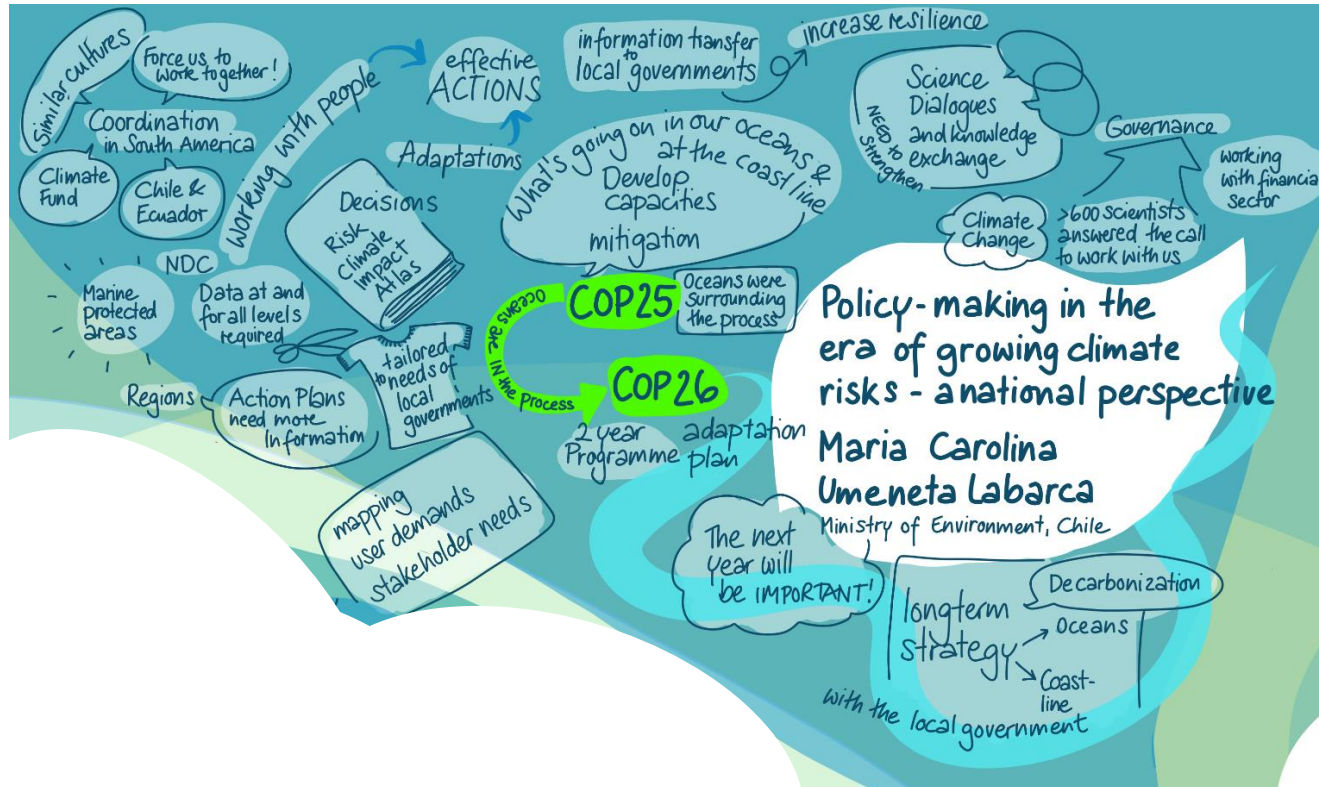 Similar cultures
Force us to
work together!
Coordination
in South America
Climate
Fund
Chile &
Ecuador
working with people
effective
ACTIONS
Adaptations
information transfer
to
local governments
increase resilience
What's going on in our oceans &
at the coast line
Develop
capacities
mitigation
Science
Dialogues
and knowledge
exchange
NEED to
strengthen
Governance
working
with financial
sector
Climate
Change
>600 scientists
answered the call
to work with us
Decisions
Risk
Climate
Impact
Atlas
NDC
Marine
protected
areas
Data at and
for all levels
required
Regions
Action Plans
need more
Information
tailored
to
needs of
local
governments
mapping
user demands
stakeholder needs
COP25
Oceans were
surrounding
the process
Oceans are IN the process
COP26
2 year
Programme
adaptation
plan
Policy-making in the
era of growing climate
risks - a national perspective
Maria Carolina
Umeneta Labarca
Ministry of Environment, Chile
The next
year will
be IMPORTANT!
longterm
strategy
Decarbonization
Oceans
Coast-
line
with the local government